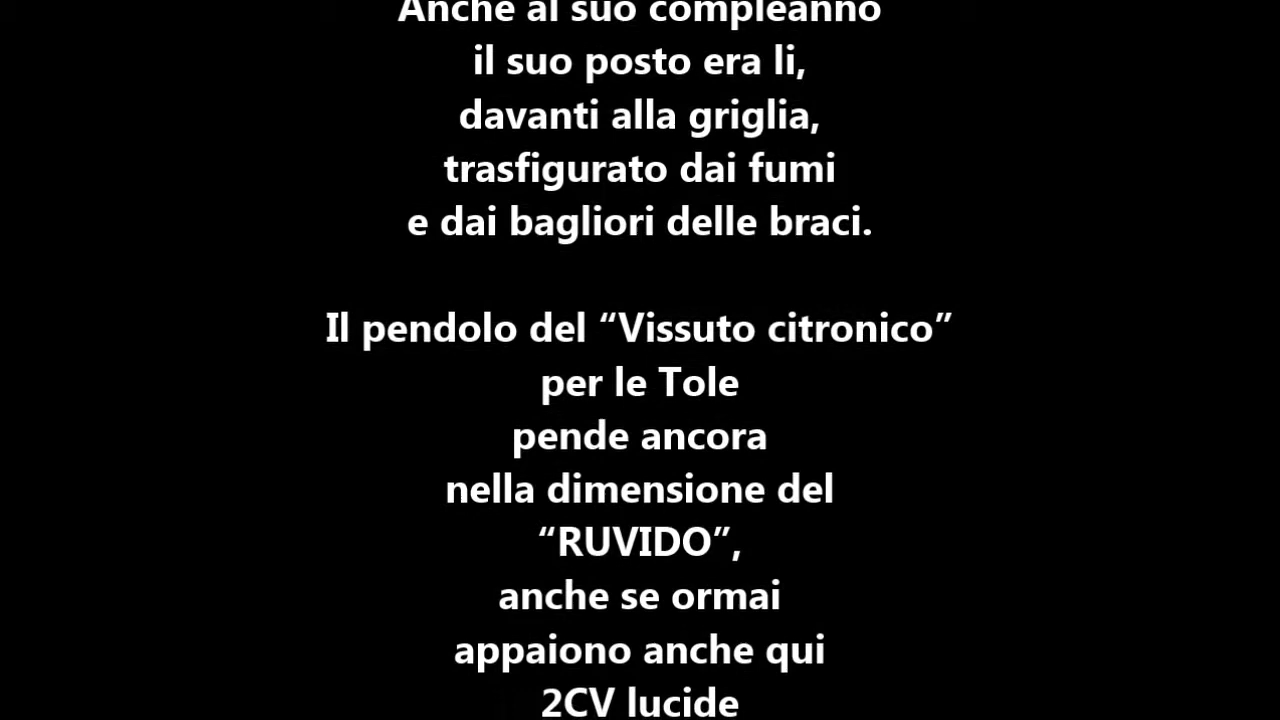 Anche al suo compleanno
il suo posto era li,
davanti alla griglia,
trasfigurato dai fumi
e dai bagliori delle braci.
Il pendolo del “Vissuto citronico”
per le Tole
pende ancora
nella dimensione del
“RUVIDO”,
anche se ormai
appaiono anche qui
2CV lucide